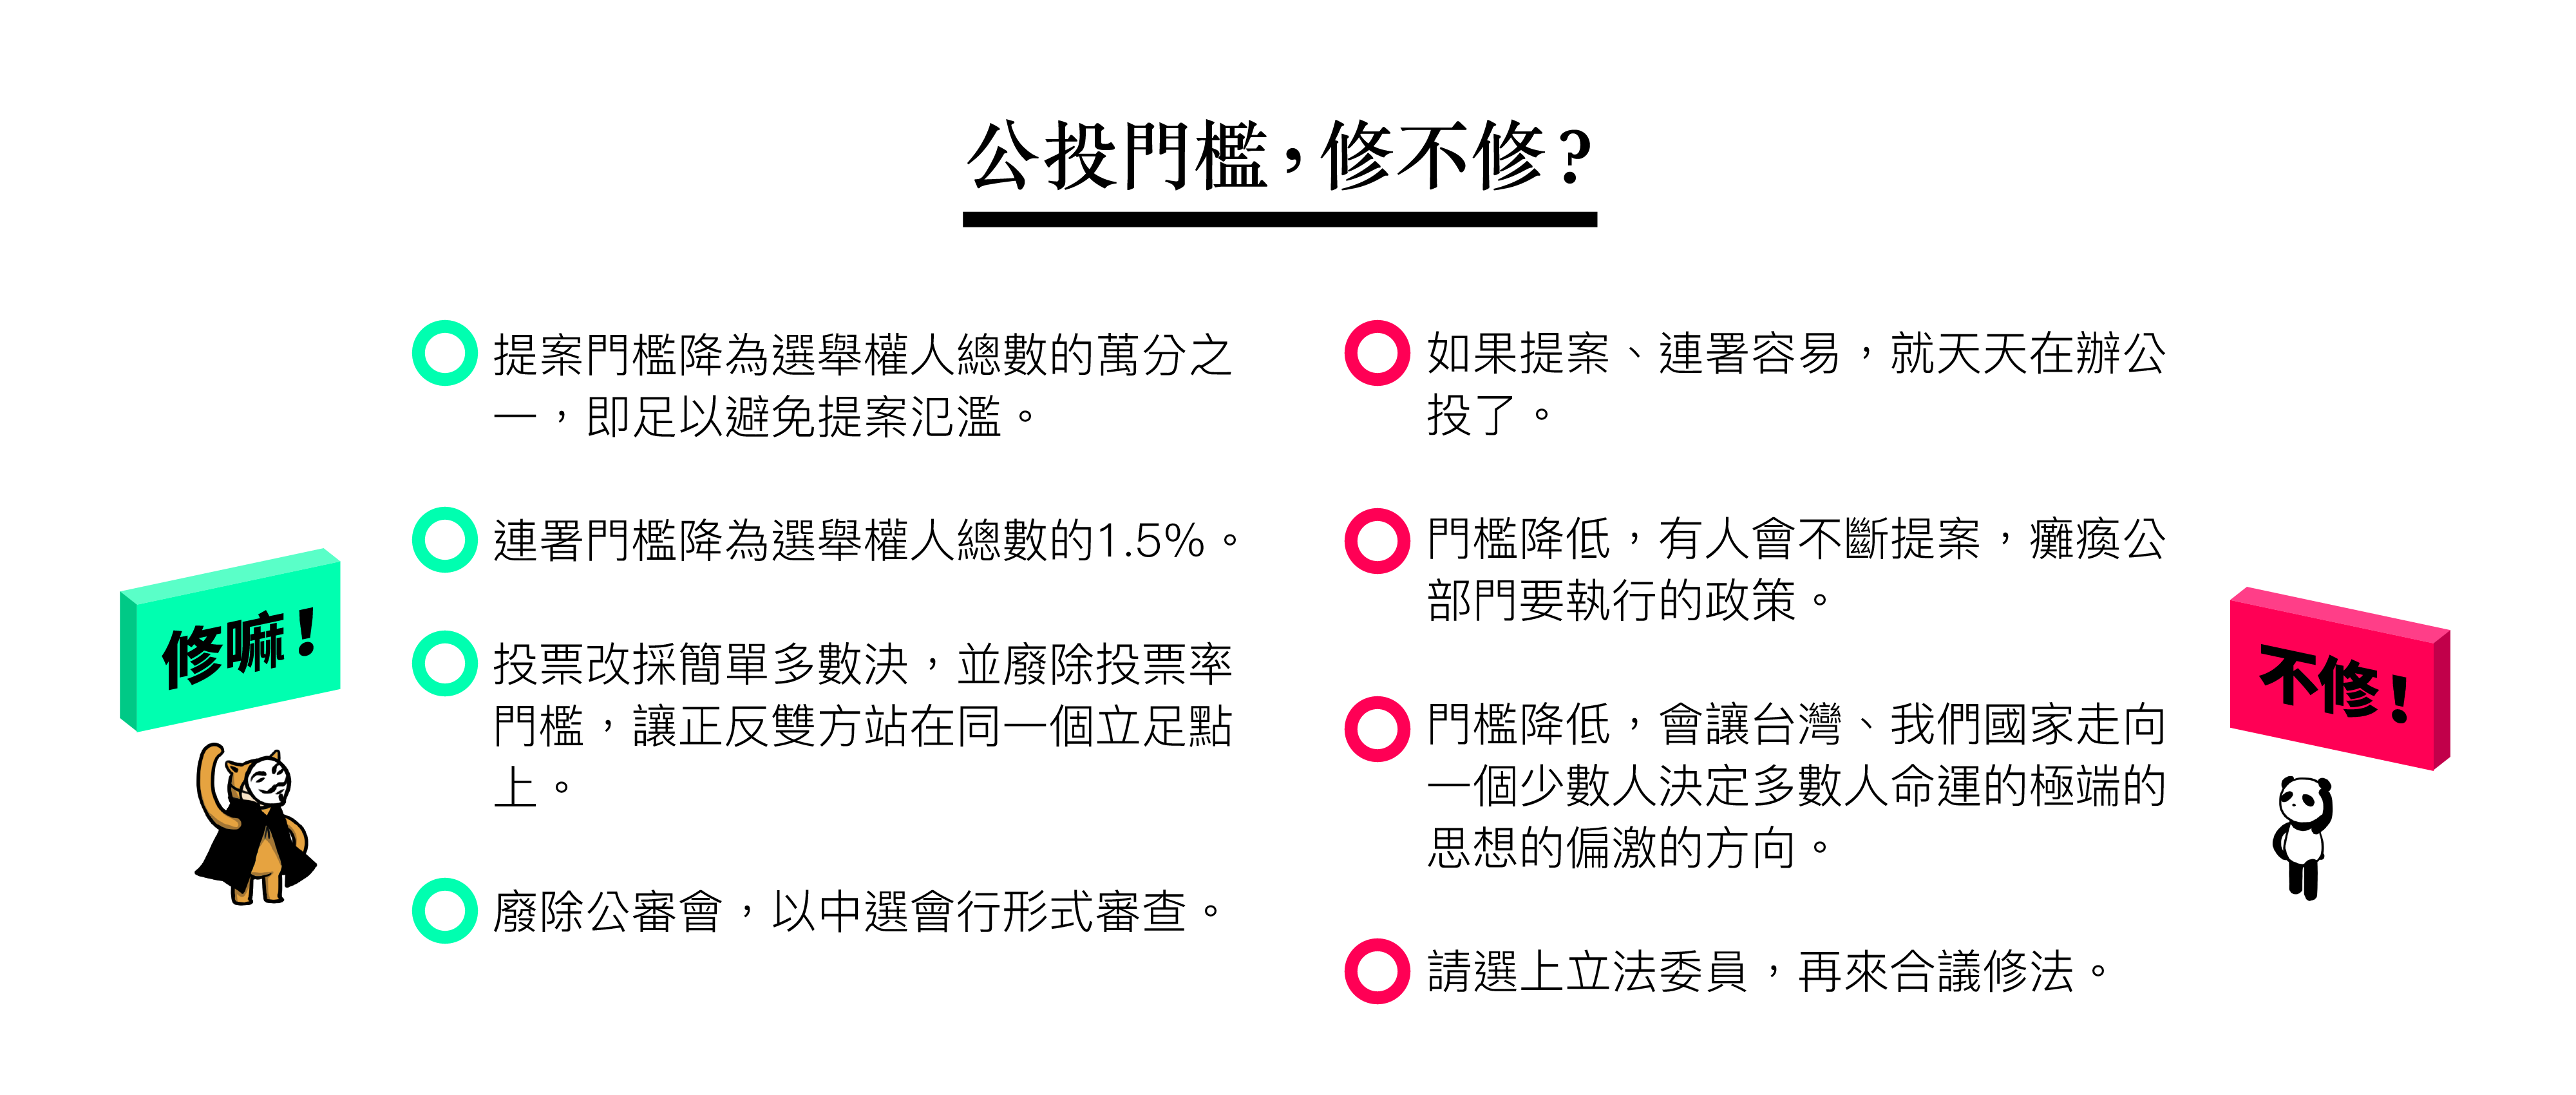 公投門檻，修不修？
提案門檻降為選舉權人總數的萬分之
一，即足以避免提案氾濫。
連署門檻降為選舉權人總數的1.5%。
投票改採簡單多數決，並廢除投票率
門檻，讓正反雙方站在同一個立足點
上。
廢除公審會，以中選會行形式審查。
修嘛！
如果提案、連署容易，就天天在辦公
投了。
門檻降低，有人會不斷提案，癱瘓公
部門要執行的政策。
門檻降低，會讓台灣、我們國家走向
一個少數人決定多數人命運的極端的
思想的偏激的方向。
請選上立法委員，再來合議修法。
不修！